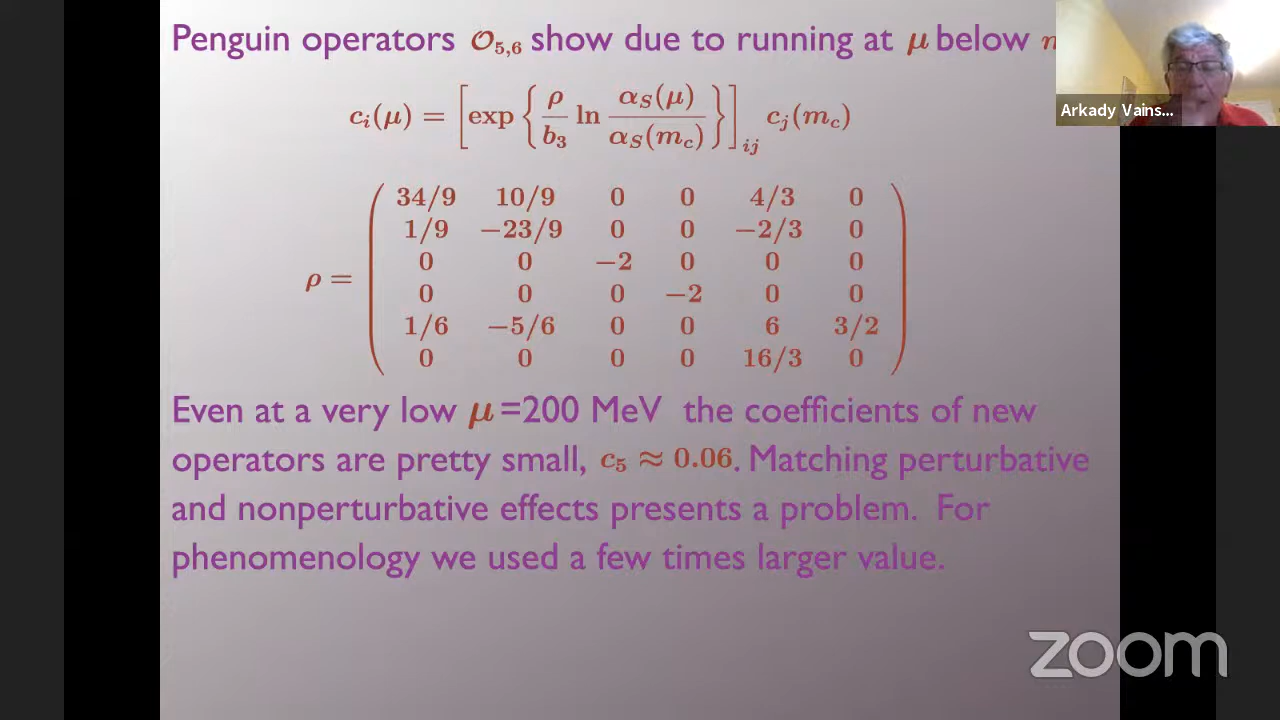 Penguin operators 𝒪₅,₆ show due to running at μ below
cᵢ(μ) = [exp{ρ/b₃ ln α_S(μ)/α_S(m_c)}]ᵢⱼ cⱼ(m_c)
ρ =
34/9 10/9 0 0 4/3 0
1/9 −23/9 0 0 −2/3 0
0 0 −2 0 0 0
0 0 0 −2 0 0
1/6 −5/6 0 0 6 3/2
0 0 0 0 16/3 0
Even at a very low μ =200 MeV the coefficients of new
operators are pretty small, c₅ ≈ 0.06. Matching perturbative
and nonperturbative effects presents a problem. For
phenomenology we used a few times larger value.
Arkady Vains...
zoom